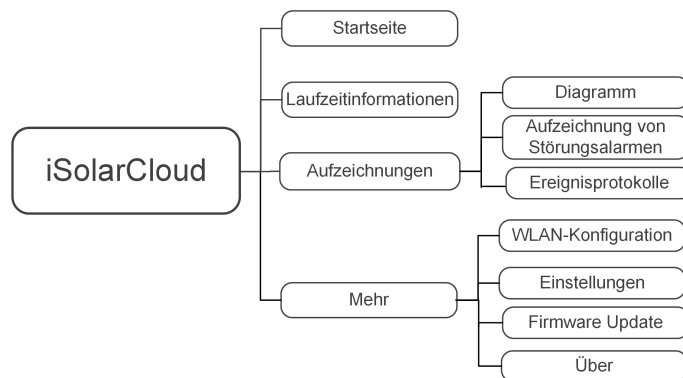 iSolarCloud
Startseite
Laufzeitinformationen
Aufzeichnungen
Diagramm
Aufzeichnung von
Störungsalarmen
Ereignisprotokolle
Mehr
WLAN-Konfiguration
Einstellungen
Firmware Update
Über